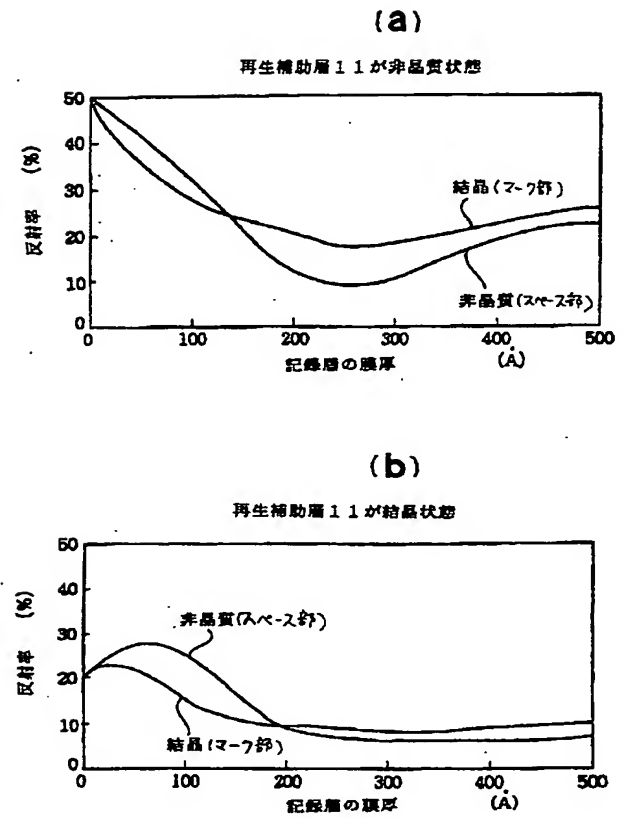 (a)
再生補助層11が非晶質状態
50
40
30
20
10
0
反射率 (%)
結晶(マーク部)
非晶質(スペース部)
0 100 200 300 400 500
記録層の膜厚 (Å)
(b)
再生補助層11が結晶状態
50
40
30
20
10
0
反射率 (%)
非晶質(スペース部)
結晶(マーク部)
0 100 200 300 400 500
記録層の膜厚 (Å)